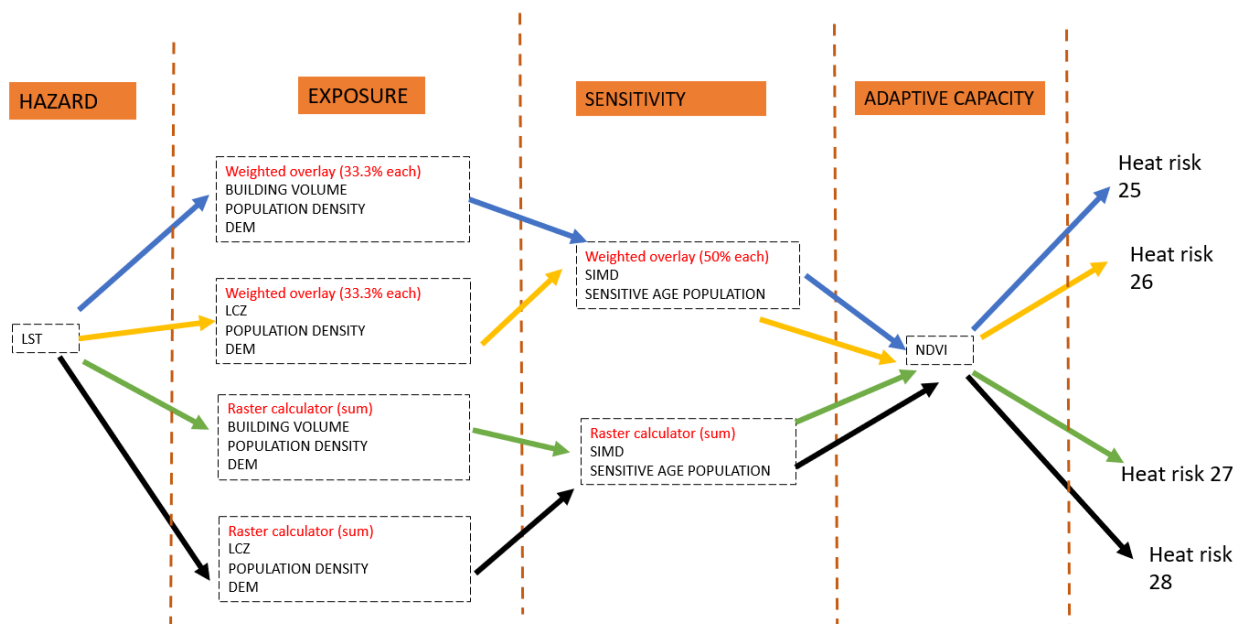 HAZARD
EXPOSURE
SENSITIVITY
ADAPTIVE CAPACITY
LST
Weighted overlay (33.3% each)
BUILDING VOLUME
POPULATION DENSITY
DEM
Weighted overlay (33.3% each)
LCZ
POPULATION DENSITY
DEM
Raster calculator (sum)
BUILDING VOLUME
POPULATION DENSITY
DEM
Raster calculator (sum)
LCZ
POPULATION DENSITY
DEM
Weighted overlay (50% each)
SIMD
SENSITIVE AGE POPULATION
Raster calculator (sum)
SIMD
SENSITIVE AGE POPULATION
NDVI
Heat risk
25
Heat risk
26
Heat risk 27
Heat risk
28